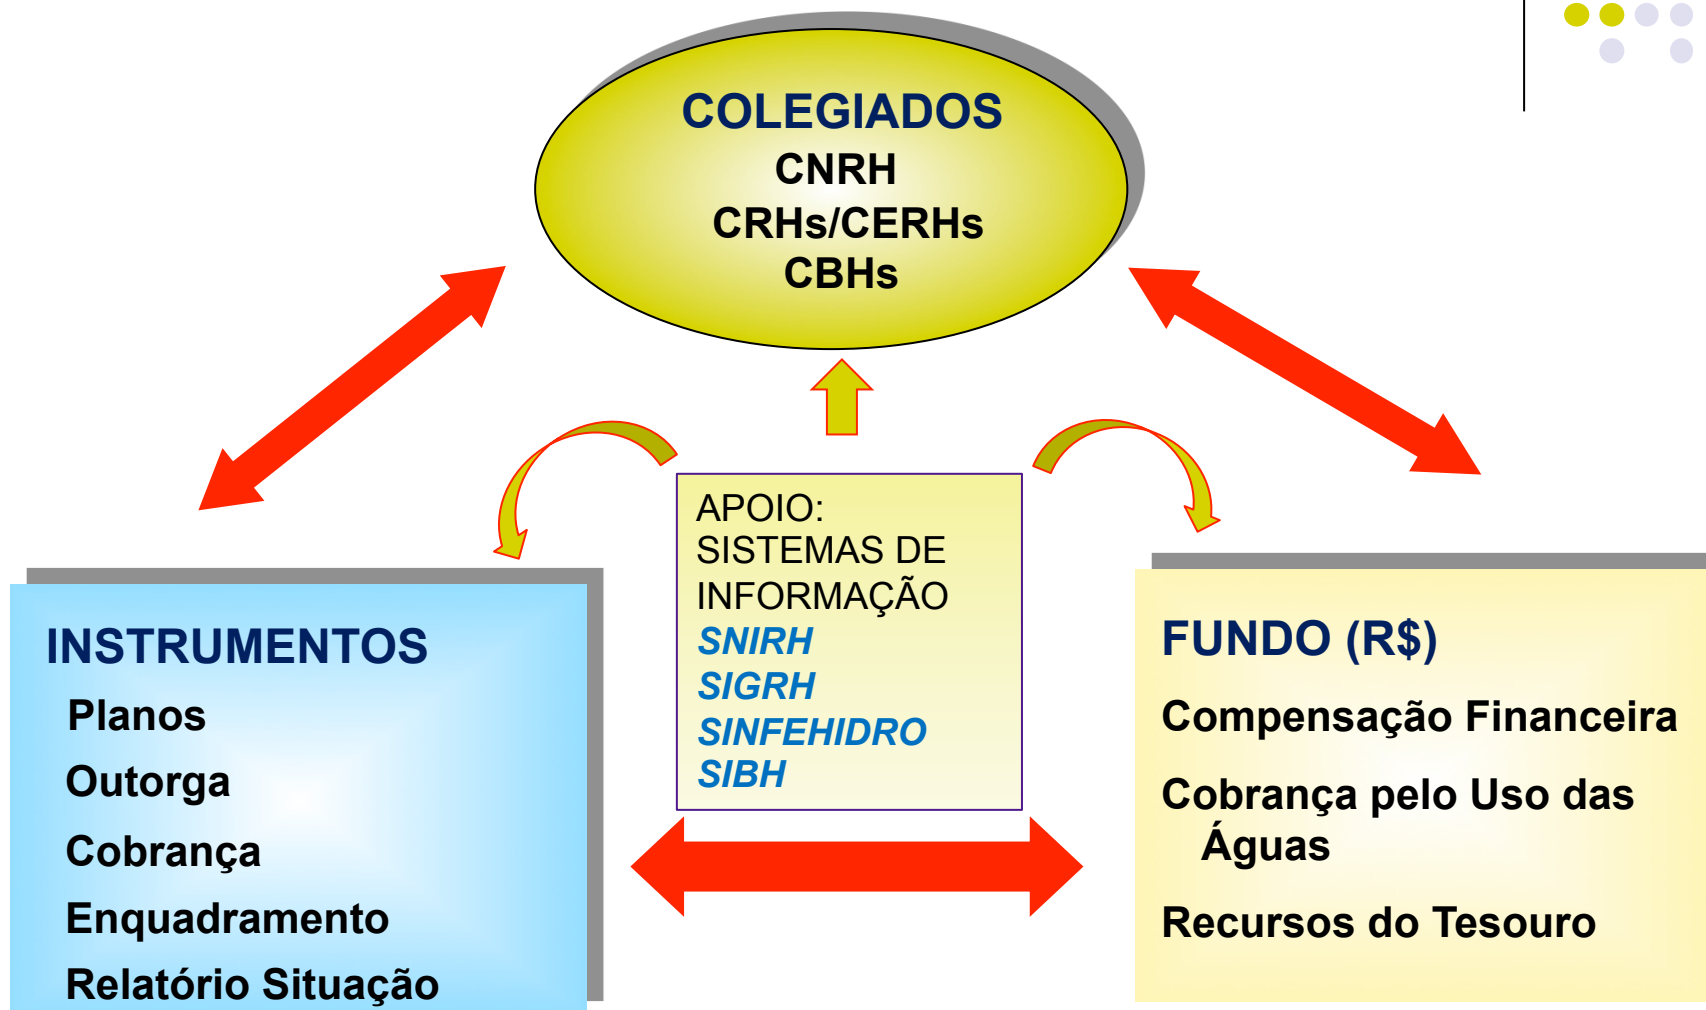 COLEGIADOS
CNRH
CRHs/CERHs
CBHs
APOIO:
SISTEMAS DE
INFORMAÇÃO
SNIRH
SIGRH
SINFEHIDRO
SIBH
INSTRUMENTOS
Planos
Outorga
Cobrança
Enquadramento
Relatório Situação
FUNDO (R$)
Compensação Financeira
Cobrança pelo Uso das
Águas
Recursos do Tesouro